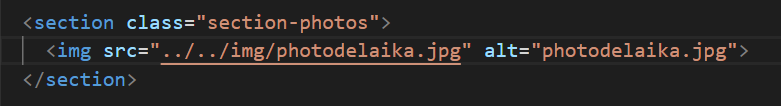 <section class="section-photos">
<img src="../../img/photodelaika.jpg" alt="photodelaika.jpg">
</section>